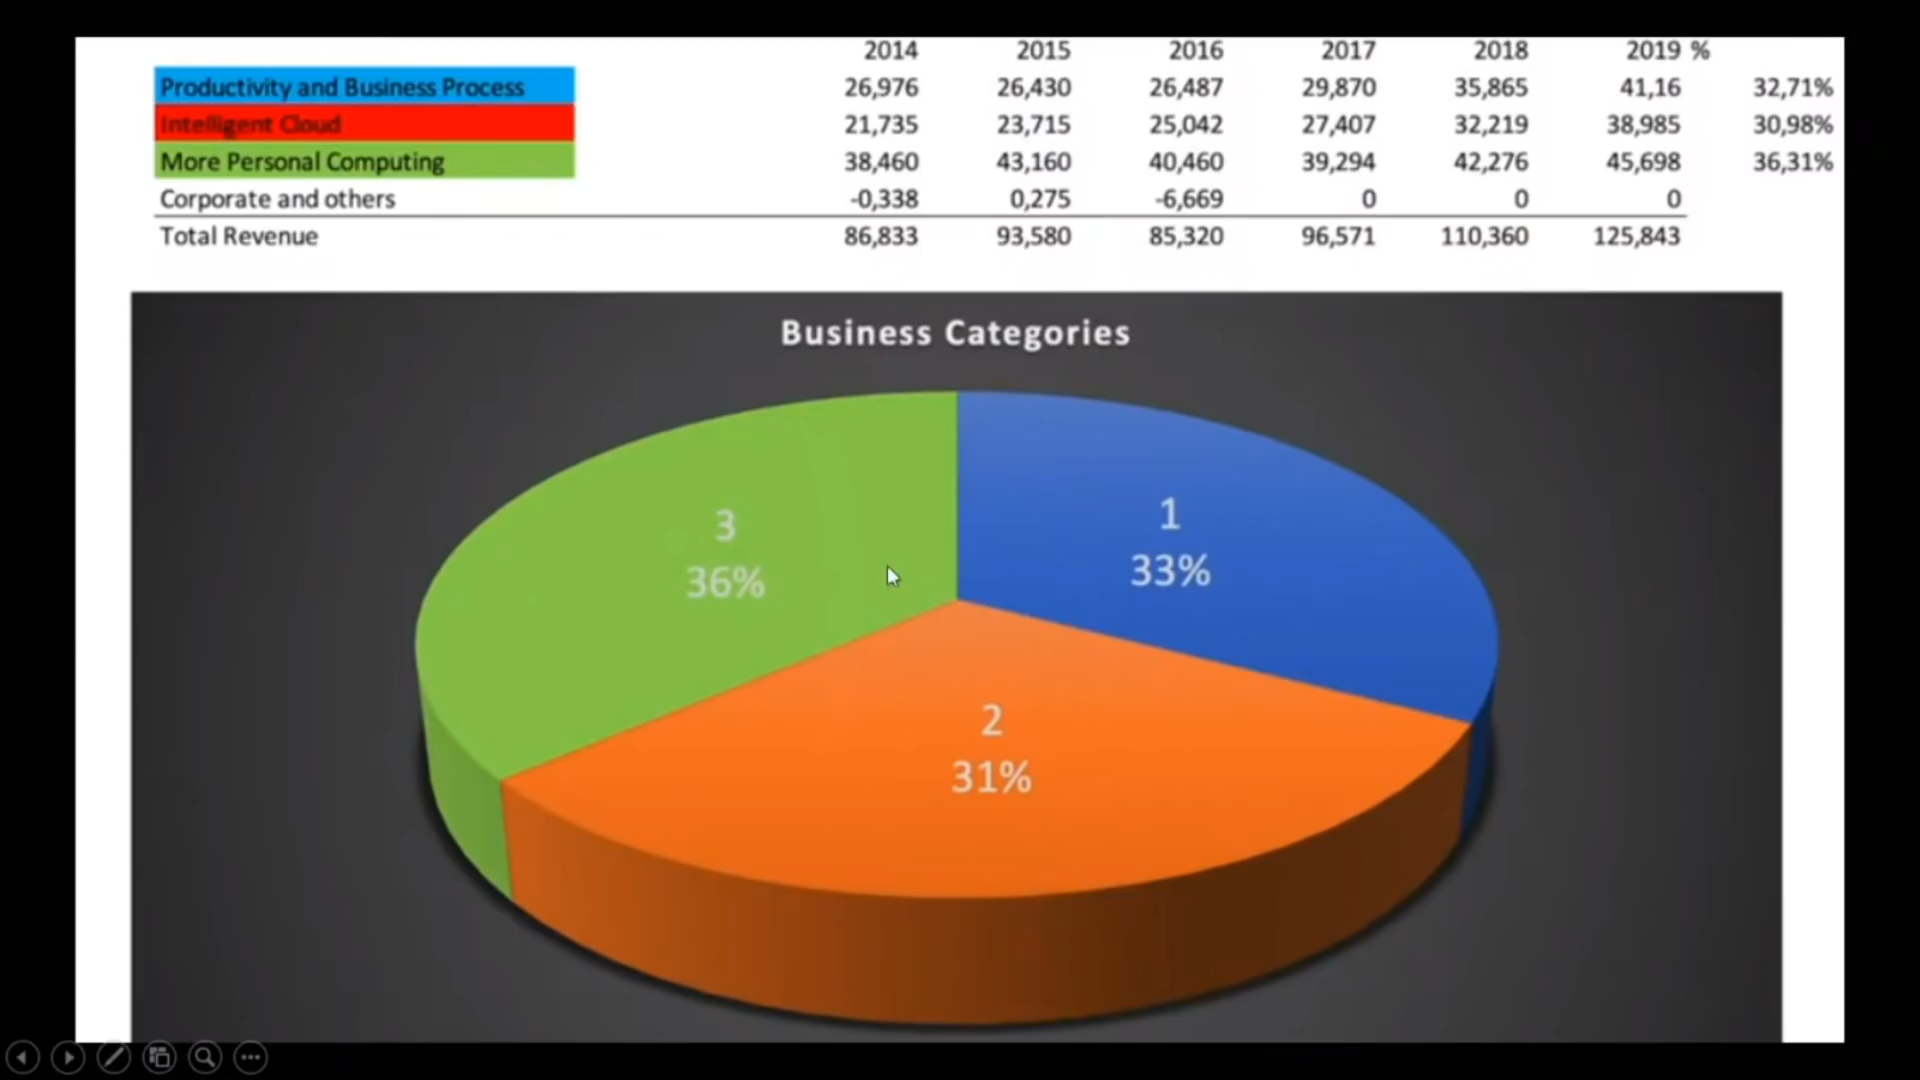 2014 2015 2016 2017 2018 2019 %
Productivity and Business Process 26,976 26,430 26,487 29,870 35,865 41,16 32,71%
Intelligent Cloud 21,735 23,715 25,042 27,407 32,219 38,985 30,98%
More Personal Computing 38,460 43,160 40,460 39,294 42,276 45,698 36,31%
Corporate and others -0,338 0,275 -6,669 0 0 0
Total Revenue 86,833 93,580 85,320 96,571 110,360 125,843
Business Categories
1
33%
3
36%
2
31%